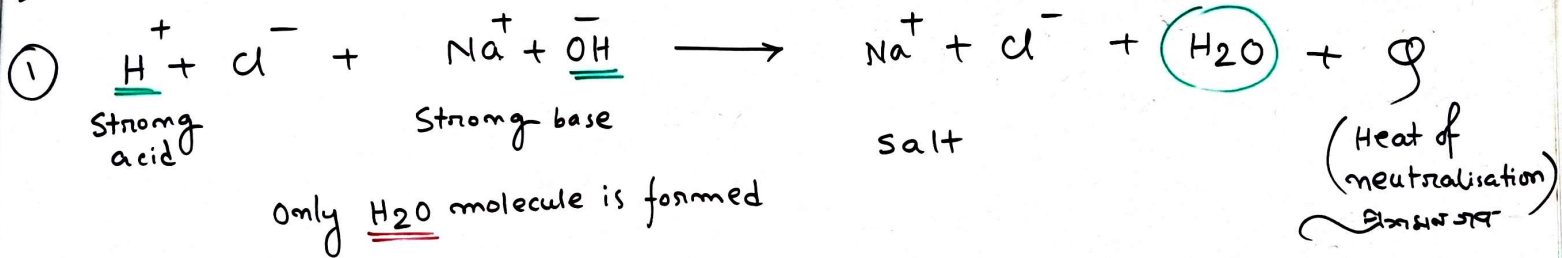 ① H⁺ + Cl⁻ + Na⁺ + OH⁻ ⟶ Na⁺ + Cl⁻ + H₂O + Q
Strong acid Strong base salt (Heat of neutralisation)
only H₂O molecule is formed